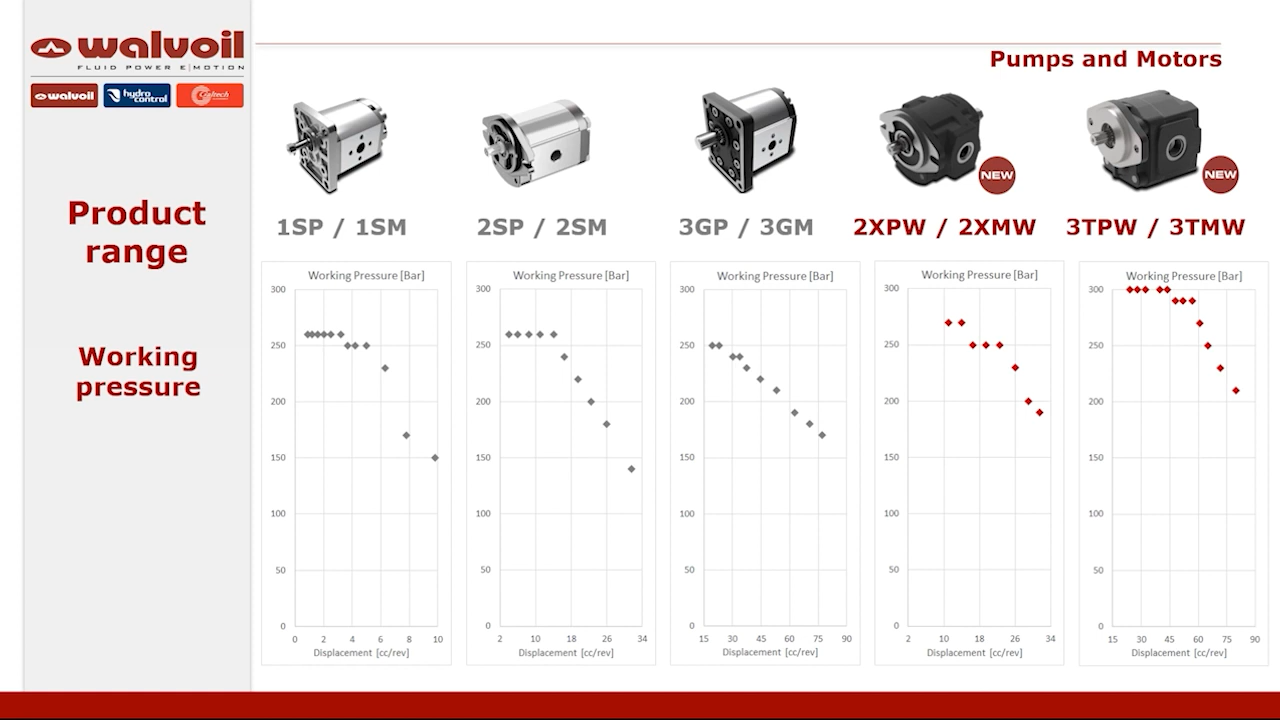 walvoil
FLUID POWER E|MOTION
walvoil
hydro
control
Galtech
Pumps and Motors
Product
range
Working
pressure
NEW
NEW
1SP / 1SM
2SP / 2SM
3GP / 3GM
2XPW / 2XMW
3TPW / 3TMW
Working Pressure [Bar]
300
250
200
150
100
50
0
0 2 4 6 8 10
Displacement [cc/rev]
Working Pressure [Bar]
300
250
200
150
100
50
0
2 10 18 26 34
Displacement [cc/rev]
Working Pressure [Bar]
300
250
200
150
100
50
0
15 30 45 60 75 90
Displacement [cc/rev]
Working Pressure [Bar]
300
250
200
150
100
50
0
2 10 18 26 34
Displacement [cc/rev]
Working Pressure [Bar]
300
250
200
150
100
50
0
15 30 45 60 75 90
Displacement [cc/rev]